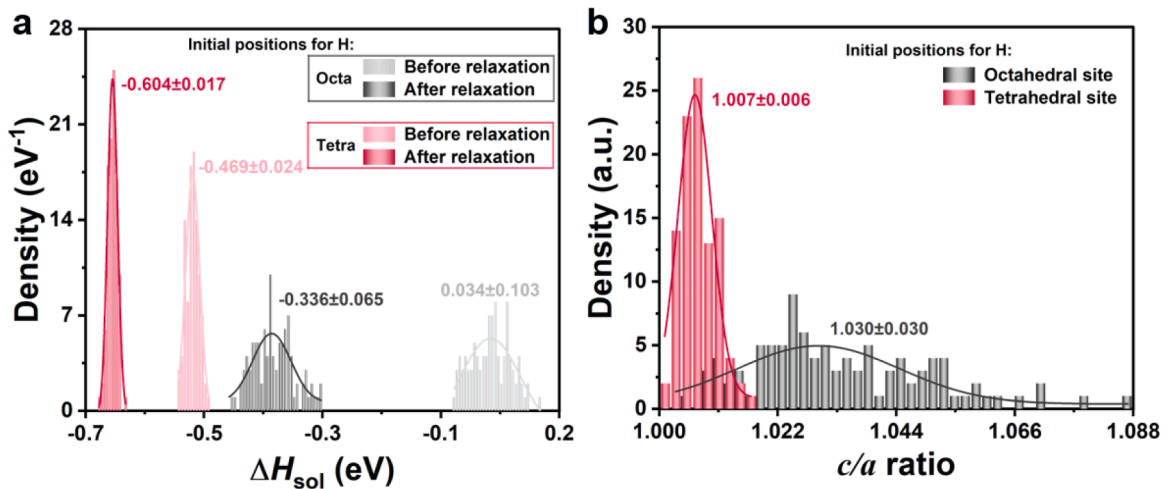 a
Initial positions for H:
Octa
Before relaxation
After relaxation
Tetra
Before relaxation
After relaxation
-0.604±0.017
-0.469±0.024
-0.336±0.065
0.034±0.103
28
21
14
7
0
Density (eV⁻¹)
-0.7
-0.5
-0.3
-0.1
0.2
ΔHsol (eV)
b
Initial positions for H:
Octahedral site
Tetrahedral site
1.007±0.006
1.030±0.030
30
25
20
15
10
5
0
Density (a.u.)
1.000
1.022
1.044
1.066
1.088
c/a ratio